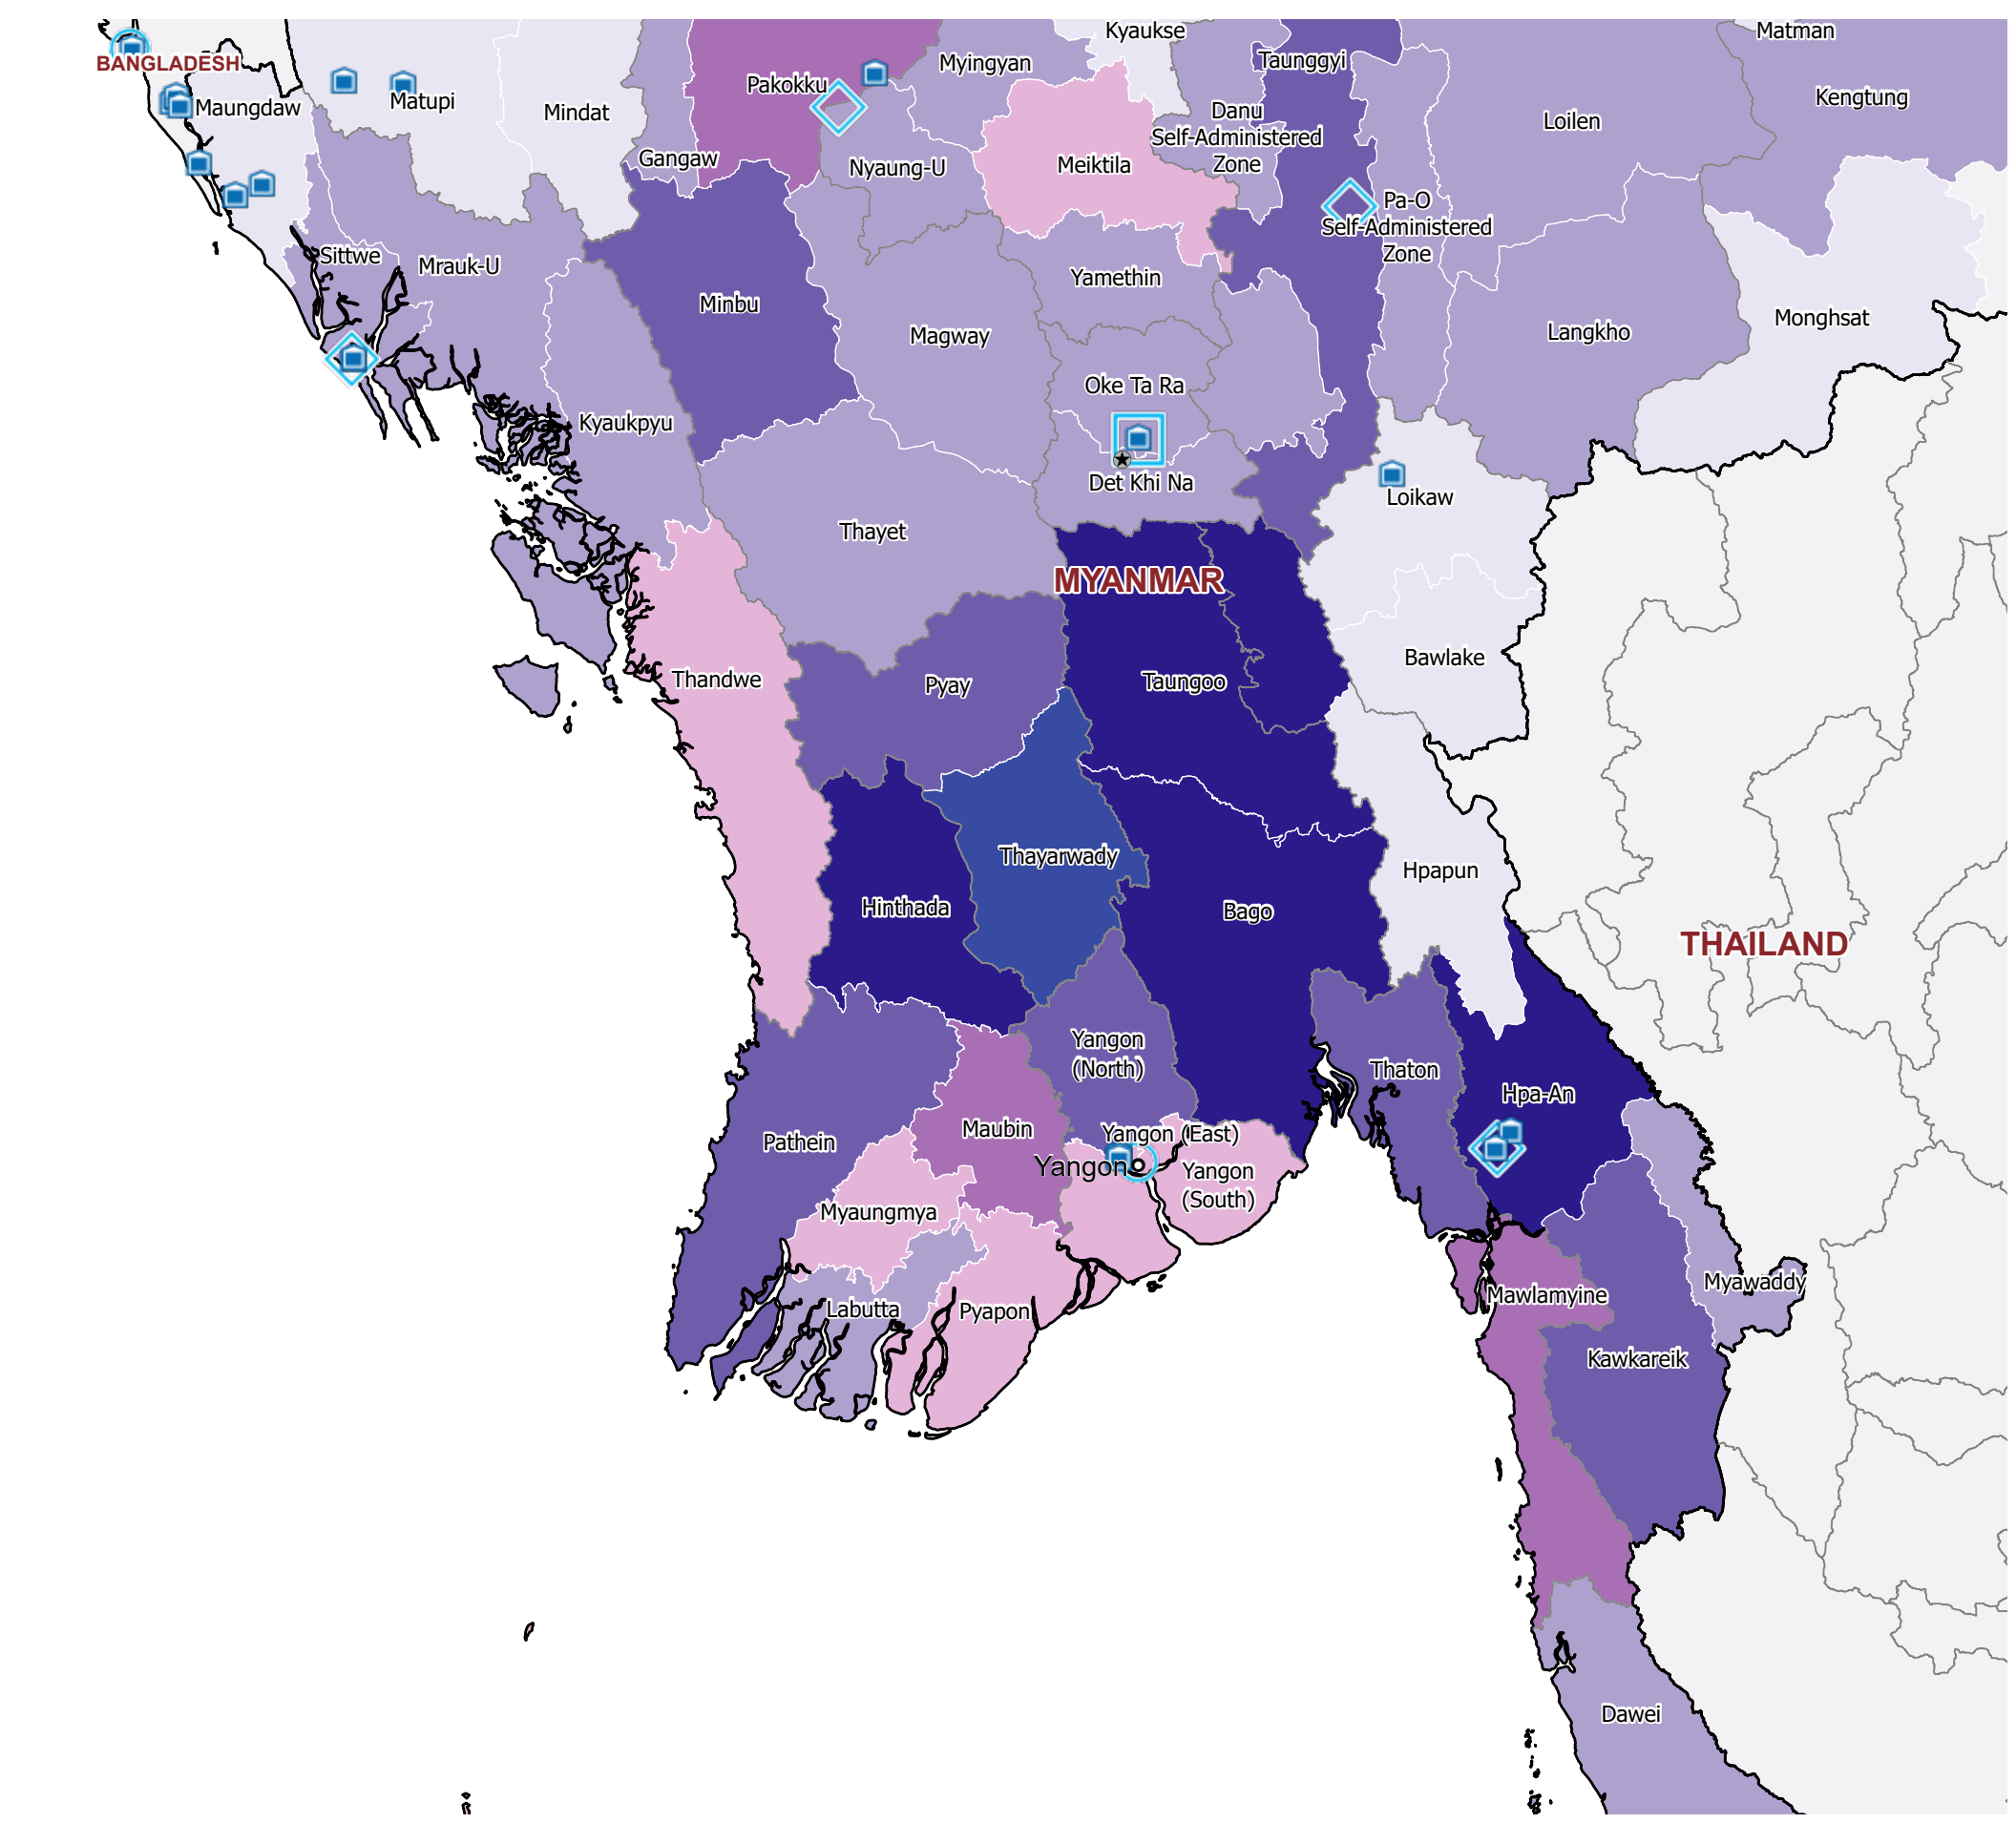 Kyaukse
Matman
BANGLADESH
Myingyan
Taunggyi
Pakokku
Kengtung
Maungdaw
Matupi
Mindat
Danu
Self-Administered
Zone
Loilen
Gangaw
Nyaung-U
Meiktila
Pa-O
Self-Administered
Zone
Sittwe
Mrauk-U
Yamethin
Minbu
Magway
Langkho
Monghsat
Oke Ta Ra
Kyaukpyu
Det Khi Na
Loikaw
Thayet
MYANMAR
Bawlake
Thandwe
Pyay
Taungoo
Thayarwady
Hpapun
Hinthada
Bago
THAILAND
Yangon
(North)
Thaton
Hpa-An
Maubin
Yangon (East)
Pathein
Yangon
Yangon
(South)
Myaungmya
Myawaddy
Mawlamyine
Labutta
Pyapon
Kawkareik
Dawei